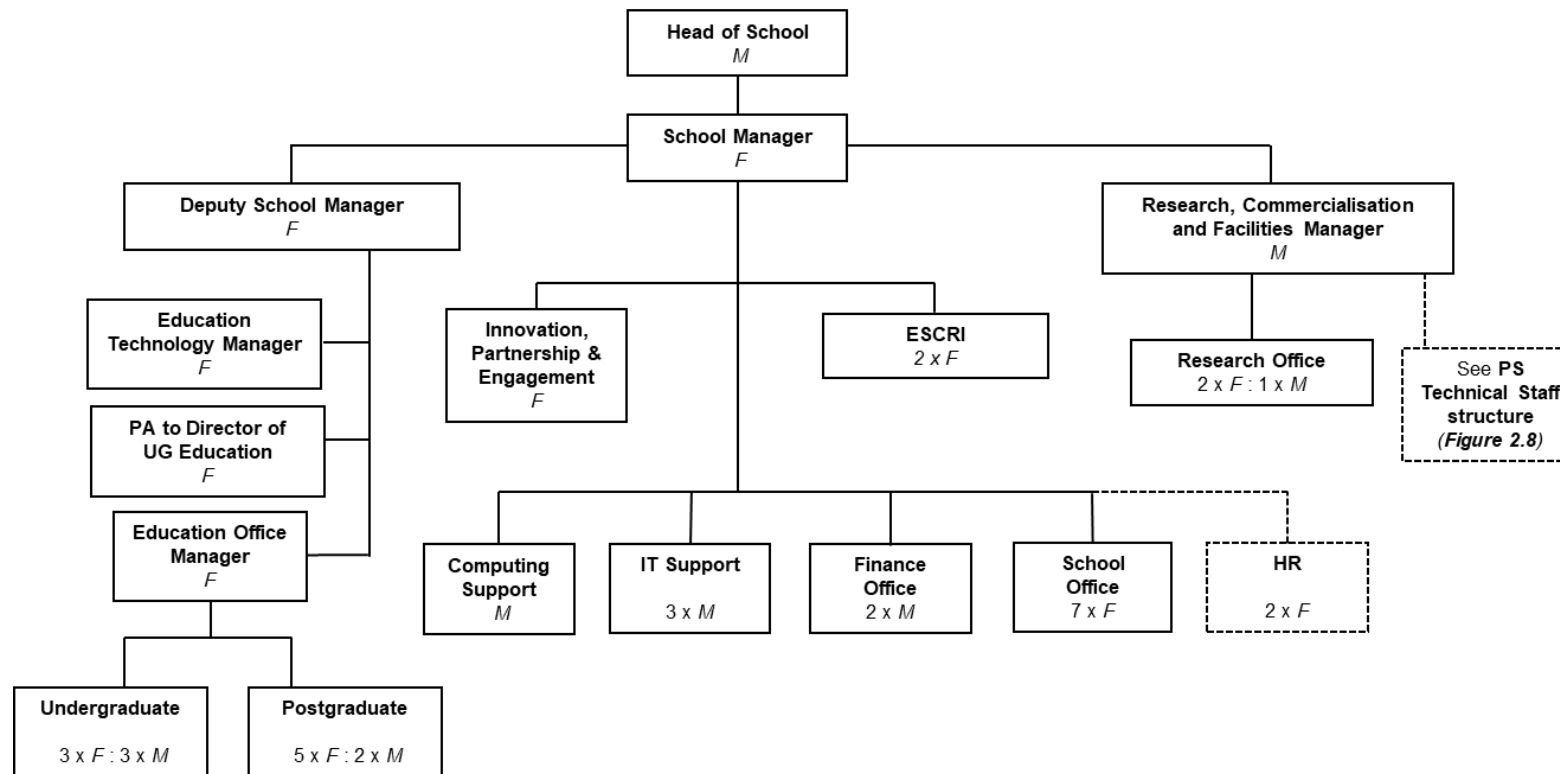 Head of School
M
School Manager
F
Deputy School Manager
F
Research, Commercialisation
and Facilities Manager
M
Education
Technology Manager
F
Innovation,
Partnership &
Engagement
F
ESCRI
2 x F
Research Office
2 x F : 1 x M
See PS
Technical Staff
structure
(Figure 2.8)
PA to Director of
UG Education
F
Education Office
Manager
F
Computing
Support
M
IT Support
3 x M
Finance
Office
2 x M
School
Office
7 x F
HR
2 x F
Undergraduate
3 x F : 3 x M
Postgraduate
5 x F : 2 x M